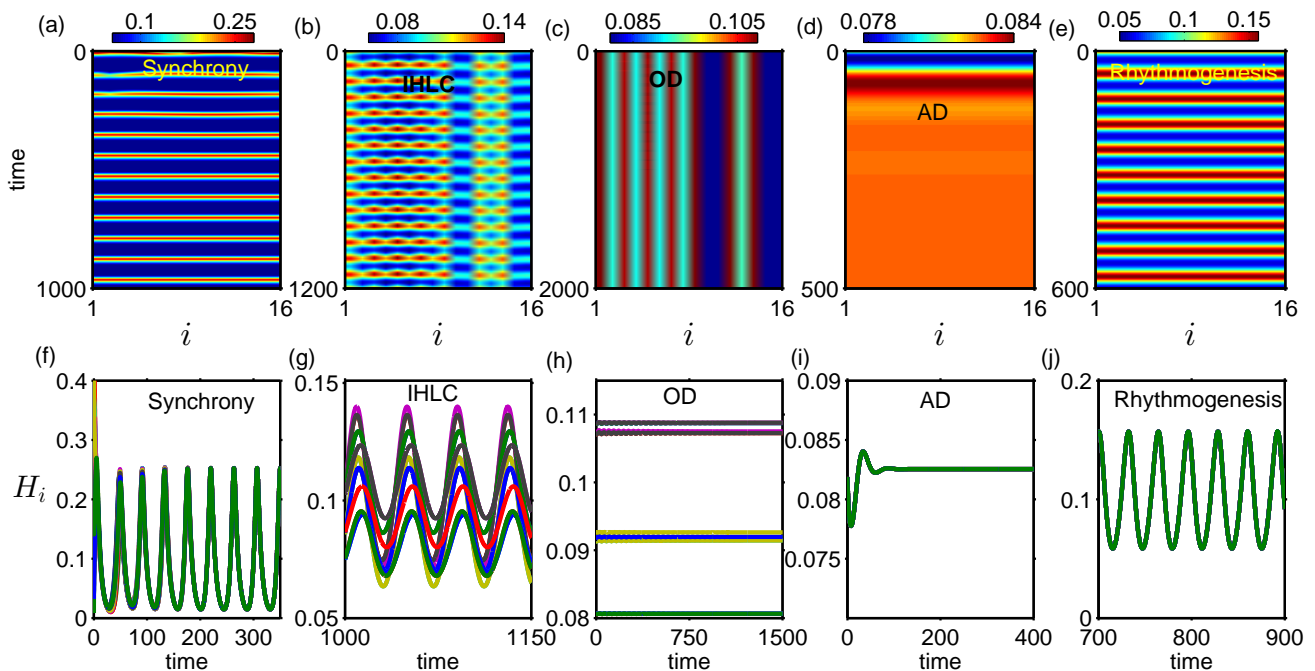 (a) 0.1 0.25
(b) 0.08 0.14
(c) 0.085 0.105
(d) 0.078 0.084
(e) 0.05 0.1 0.15
0 Synchrony
0 IHLC
0 OD
0 AD
0 Rhythmogenesis
time
1000 1 16
1200 1 16
2000 1 16
500 1 16
600 1 16
i i i i i
(f) (g) (h) (i) (j)
0.4 Synchrony
0.3
0.2
0.1
0
H_i
0 100 200 300
time
0.15 IHLC
0.1
0.05
1000 1150
time
OD
0.11
0.1
0.09
0.08
0 750 1500
time
0.09 AD
0.085
0.08
0.075
0 200 400
time
0.2 Rhythmogenesis
0.1
0
700 800 900
time